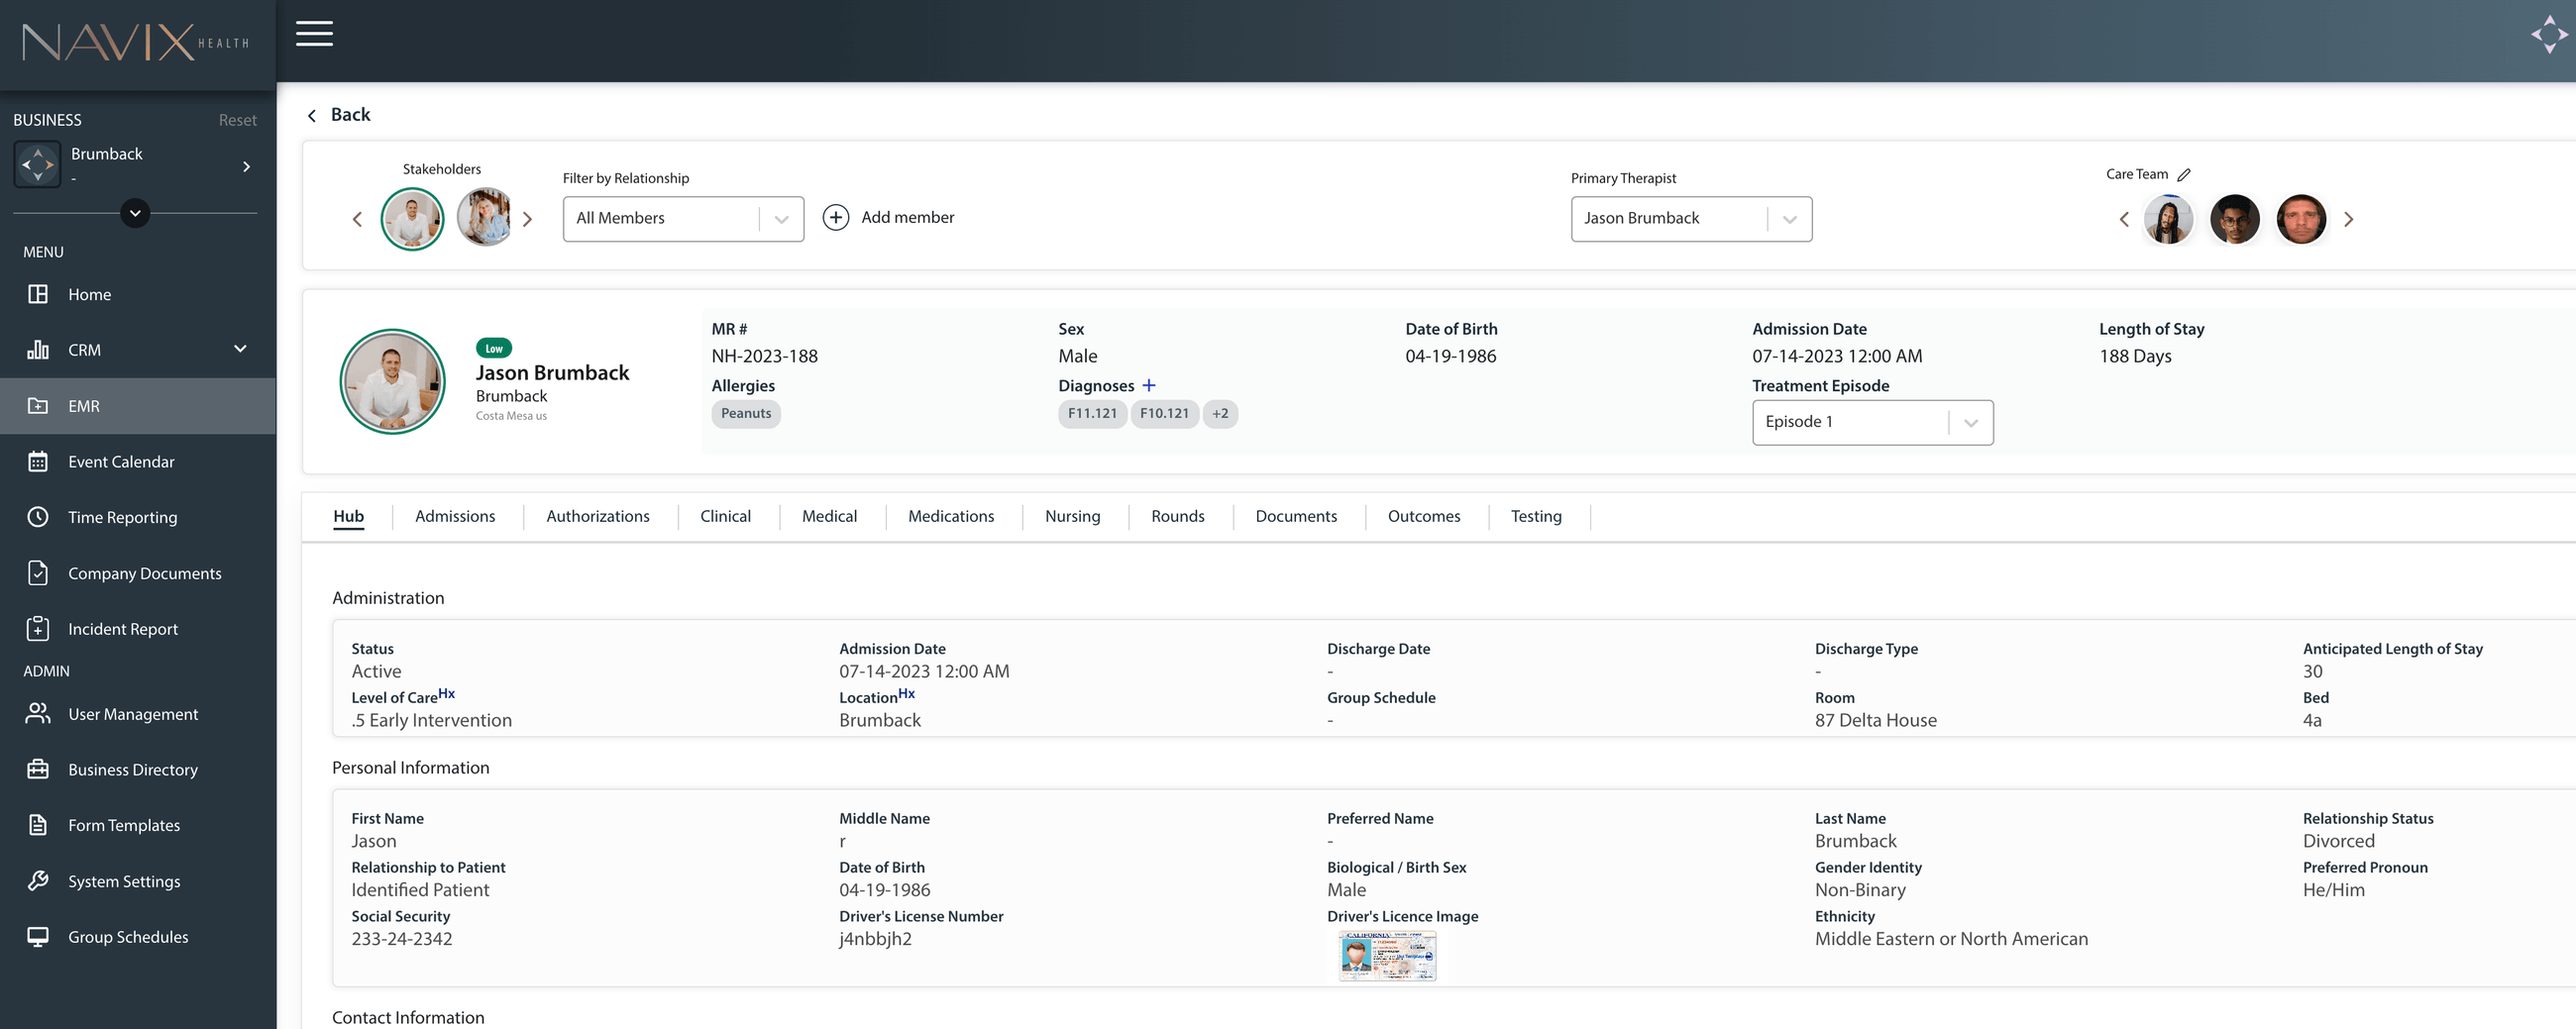 NAVIX HEALTH
BUSINESS Reset
Brumback
-
MENU
Home
CRM
EMR
Event Calendar
Time Reporting
Company Documents
Incident Report
ADMIN
User Management
Business Directory
Form Templates
System Settings
Group Schedules
Back
Stakeholders
Filter by Relationship
All Members
Add member
Primary Therapist
Jason Brumback
Care Team
Low
Jason Brumback
Brumback
Costa Mesa us
MR # Sex Date of Birth Admission Date Length of Stay
NH-2023-188 Male 04-19-1986 07-14-2023 12:00 AM 188 Days
Allergies Diagnoses + Treatment Episode
Peanuts F11.121 F10.121 +2 Episode 1
Hub Admissions Authorizations Clinical Medical Medications Nursing Rounds Documents Outcomes Testing
Administration
Status Admission Date Discharge Date Discharge Type Anticipated Length of Stay
Active 07-14-2023 12:00 AM - - 30
Level of CareHx LocationHx Group Schedule Room Bed
.5 Early Intervention Brumback - 87 Delta House 4a
Personal Information
First Name Middle Name Preferred Name Last Name Relationship Status
Jason r - Brumback Divorced
Relationship to Patient Date of Birth Biological / Birth Sex Gender Identity Preferred Pronoun
Identified Patient 04-19-1986 Male Non-Binary He/Him
Social Security Driver's License Number Driver's Licence Image Ethnicity
233-24-2342 j4nbbjh2 Middle Eastern or North American
CALIFORNIA
Contact Information